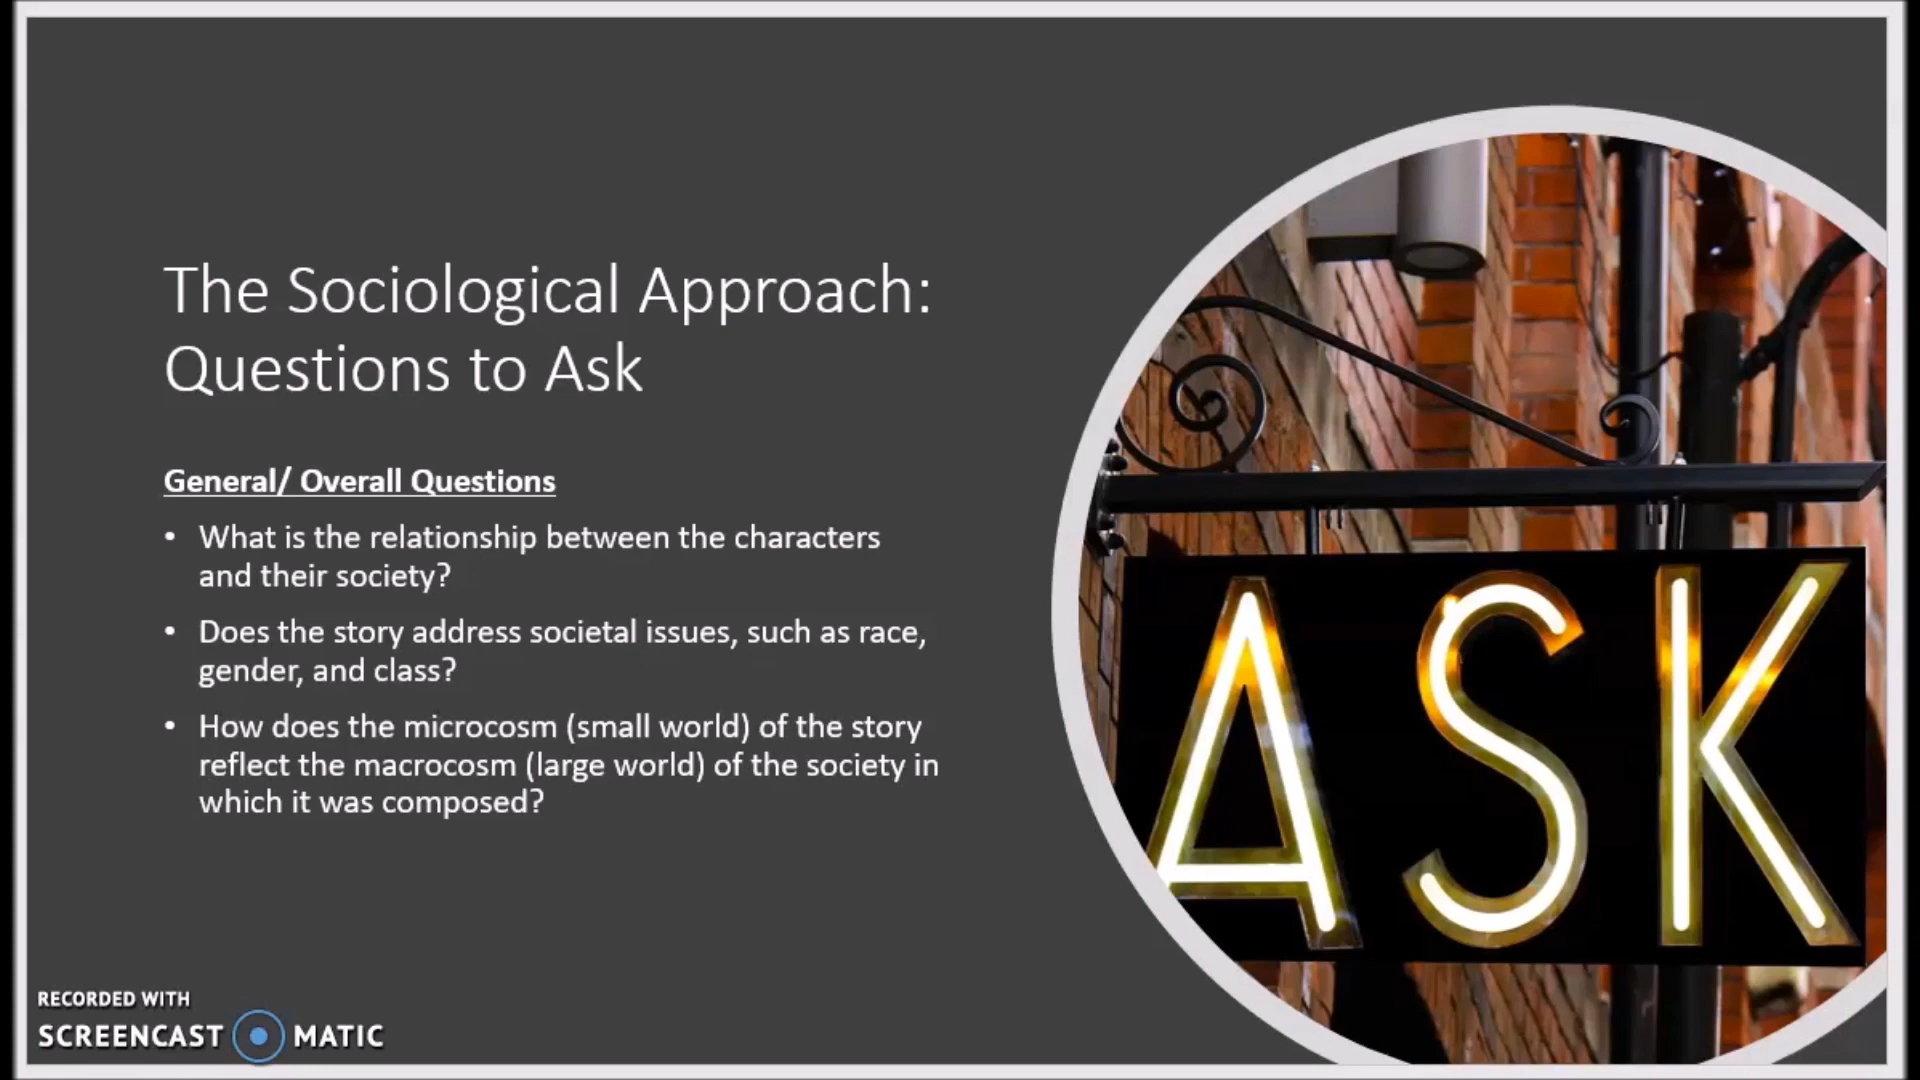 The Sociological Approach:
Questions to Ask
General/ Overall Questions
• What is the relationship between the characters
and their society?
• Does the story address societal issues, such as race,
gender, and class?
• How does the microcosm (small world) of the story
reflect the macrocosm (large world) of the society in
which it was composed?
ASK
RECORDED WITH
SCREENCAST MATIC